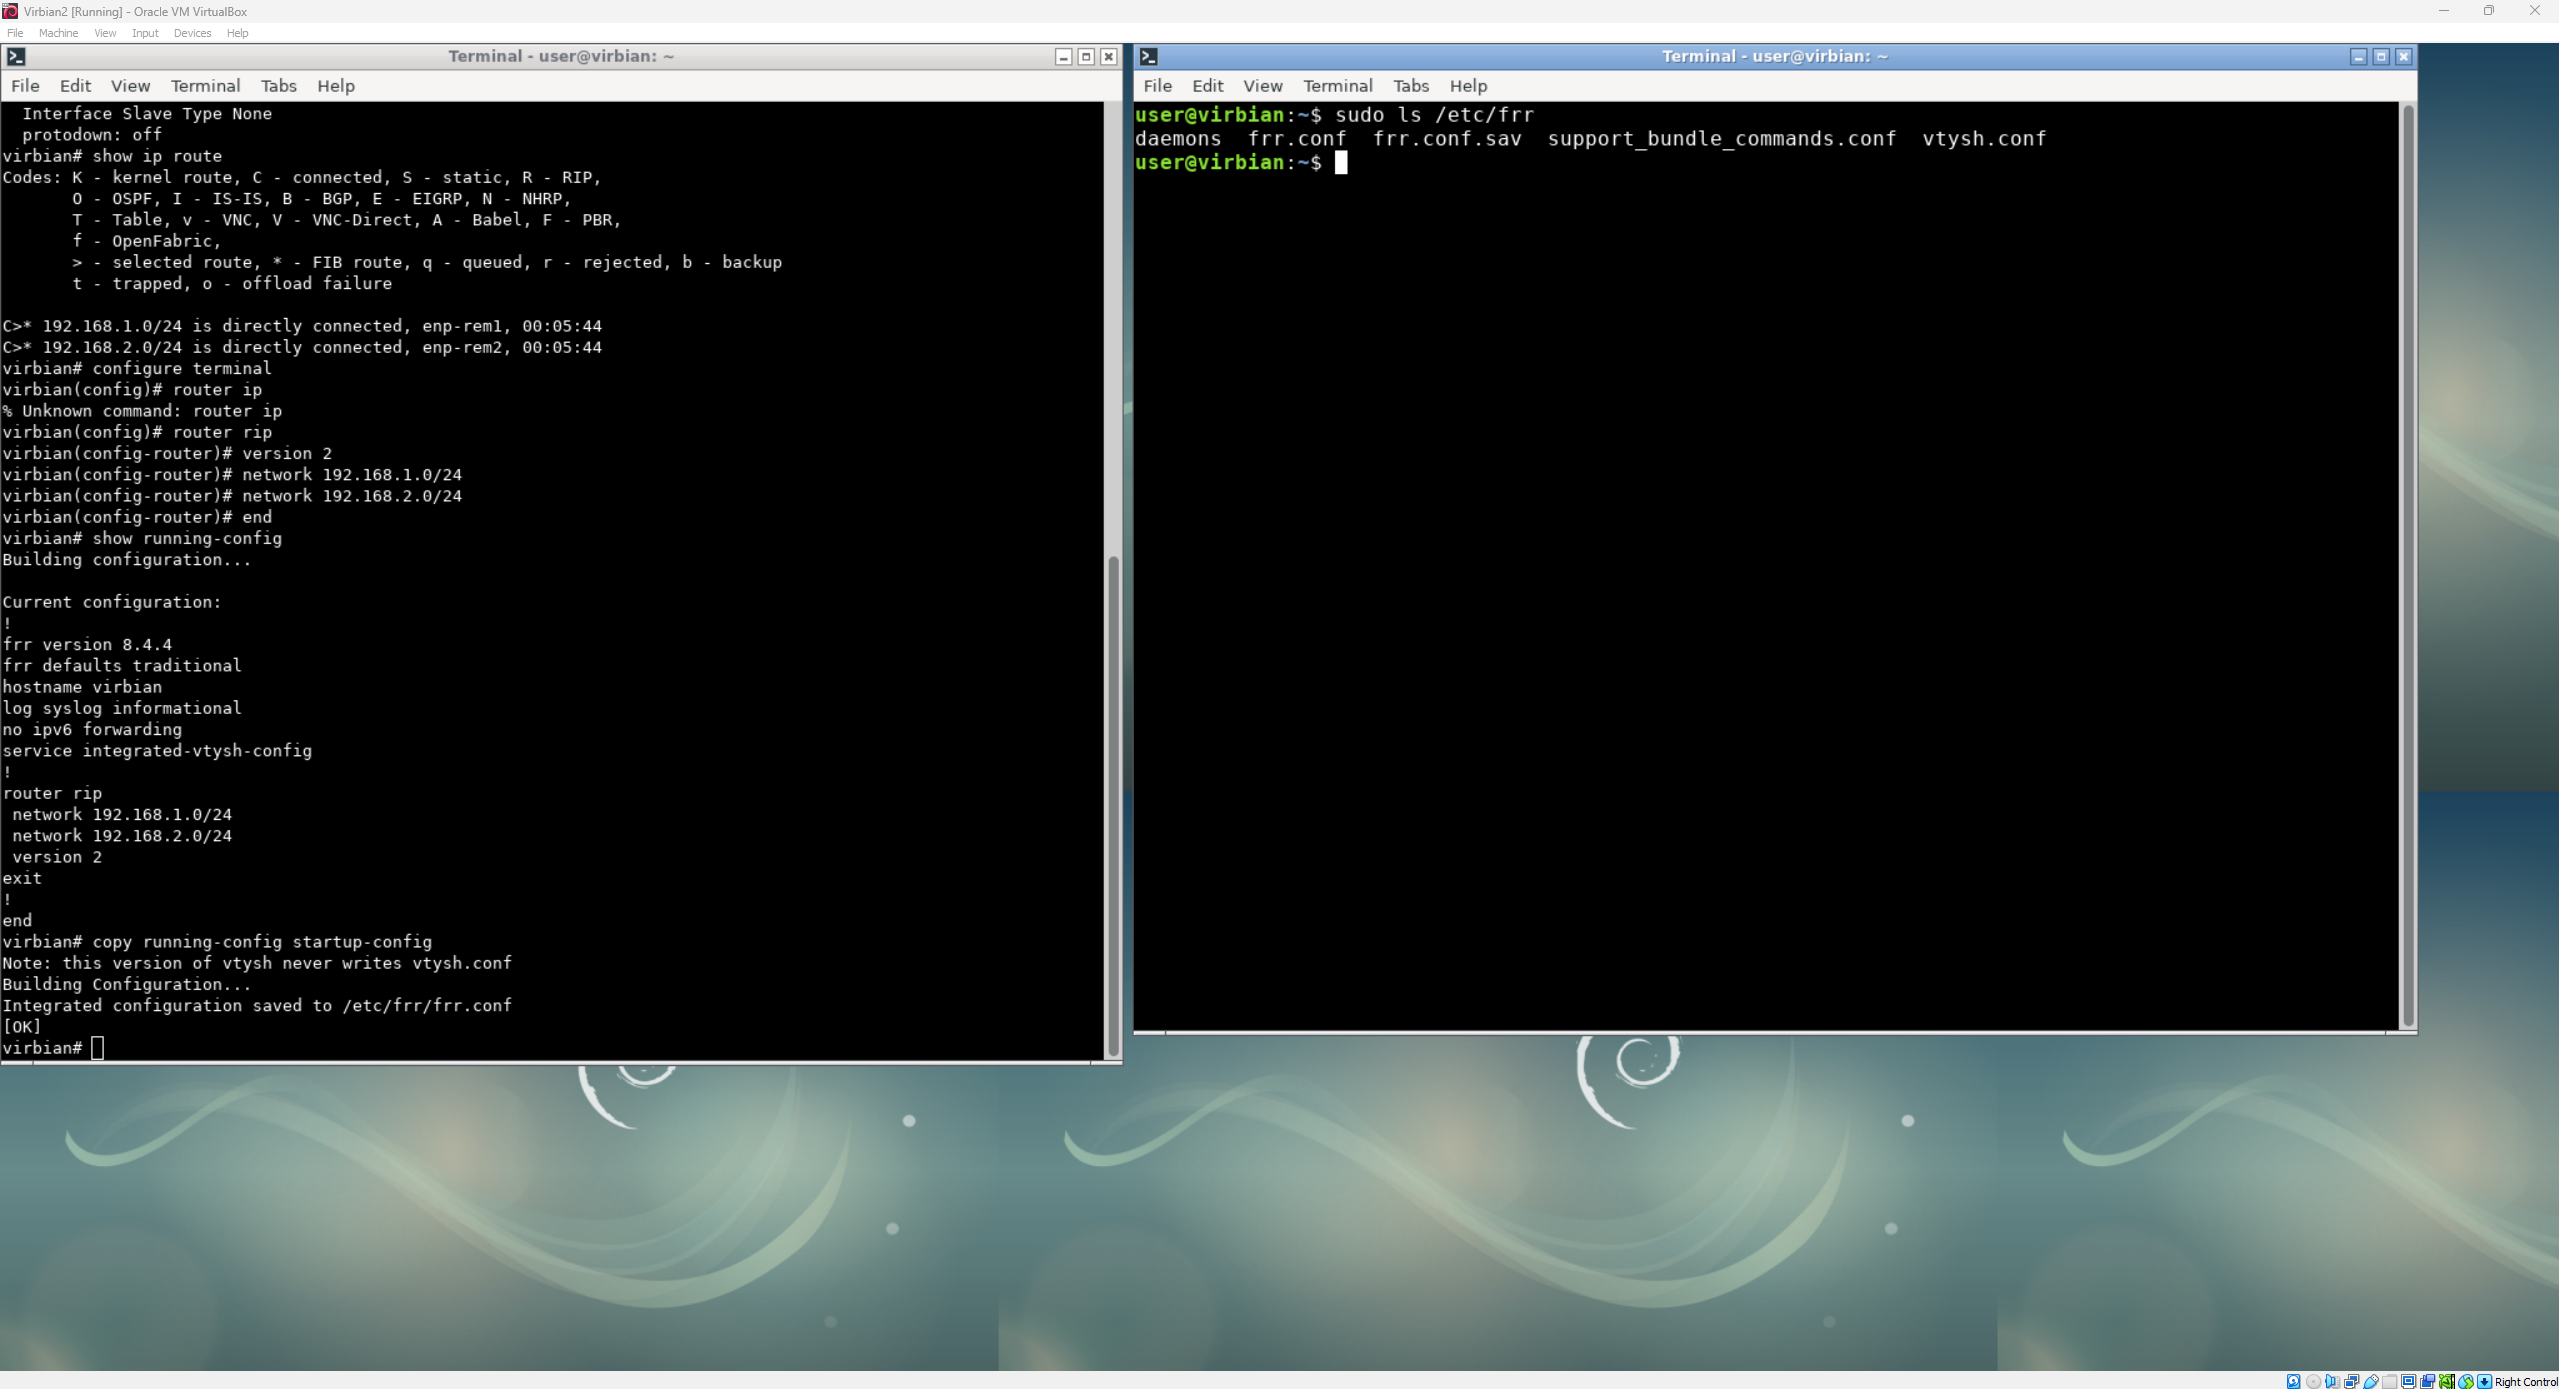 Virbian2 [Running] - Oracle VM VirtualBox
File Machine View Input Devices Help
Terminal - user@virbian: ~
File Edit View Terminal Tabs Help
  Interface Slave Type None
  protodown: off
virbian# show ip route
Codes: K - kernel route, C - connected, S - static, R - RIP,
       O - OSPF, I - IS-IS, B - BGP, E - EIGRP, N - NHRP,
       T - Table, v - VNC, V - VNC-Direct, A - Babel, F - PBR,
       f - OpenFabric,
       > - selected route, * - FIB route, q - queued, r - rejected, b - backup
       t - trapped, o - offload failure
C>* 192.168.1.0/24 is directly connected, enp-rem1, 00:05:44
C>* 192.168.2.0/24 is directly connected, enp-rem2, 00:05:44
virbian# configure terminal
virbian(config)# router ip
% Unknown command: router ip
virbian(config)# router rip
virbian(config-router)# version 2
virbian(config-router)# network 192.168.1.0/24
virbian(config-router)# network 192.168.2.0/24
virbian(config-router)# end
virbian# show running-config
Building configuration...
Current configuration:
!
frr version 8.4.4
frr defaults traditional
hostname virbian
log syslog informational
no ipv6 forwarding
service integrated-vtysh-config
!
router rip
 network 192.168.1.0/24
 network 192.168.2.0/24
 version 2
exit
!
end
virbian# copy running-config startup-config
Note: this version of vtysh never writes vtysh.conf
Building Configuration...
Integrated configuration saved to /etc/frr/frr.conf
[OK]
virbian#
Terminal - user@virbian: ~
File Edit View Terminal Tabs Help
user@virbian:~$ sudo ls /etc/frr
daemons  frr.conf  frr.conf.sav  support_bundle_commands.conf  vtysh.conf
user@virbian:~$
Right Control